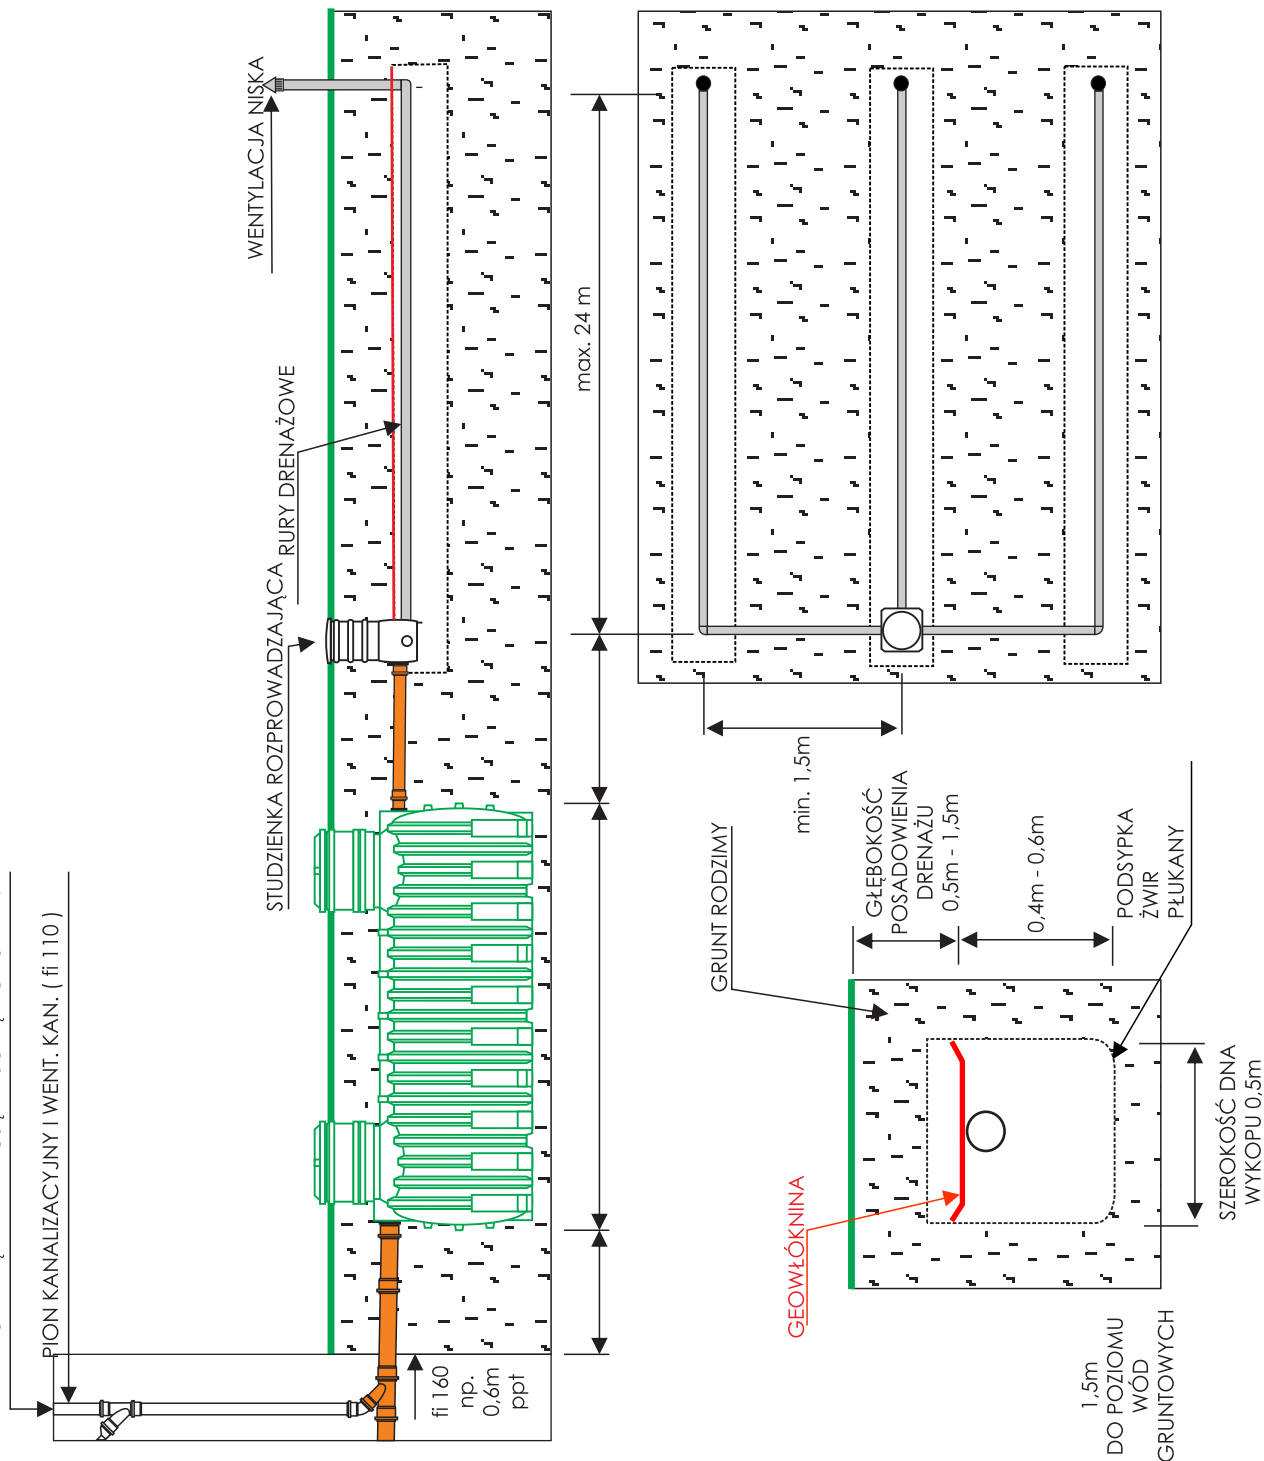 WENTYLACJA NISKA
RURY DRENAŻOWE
STUDZIENKA ROZPROWADZAJĄCA
PION KANALIZACYJNY I WENT. KAN. ( fi 110 )
fi 160
np.
0,6m
ppt
max. 24 m
min. 1,5m
GRUNT RODZIMY
GŁĘBOKOŚĆ
POSADOWIENIA
DRENAŻU
0,5m - 1,5m
0,4m - 0,6m
PODSYPKA
ŻWIR
PŁUKANY
GEOWŁÓKNINA
SZEROKOŚĆ DNA
WYKOPU 0,5m
1,5m
DO POZIOMU
WÓD
GRUNTOWYCH